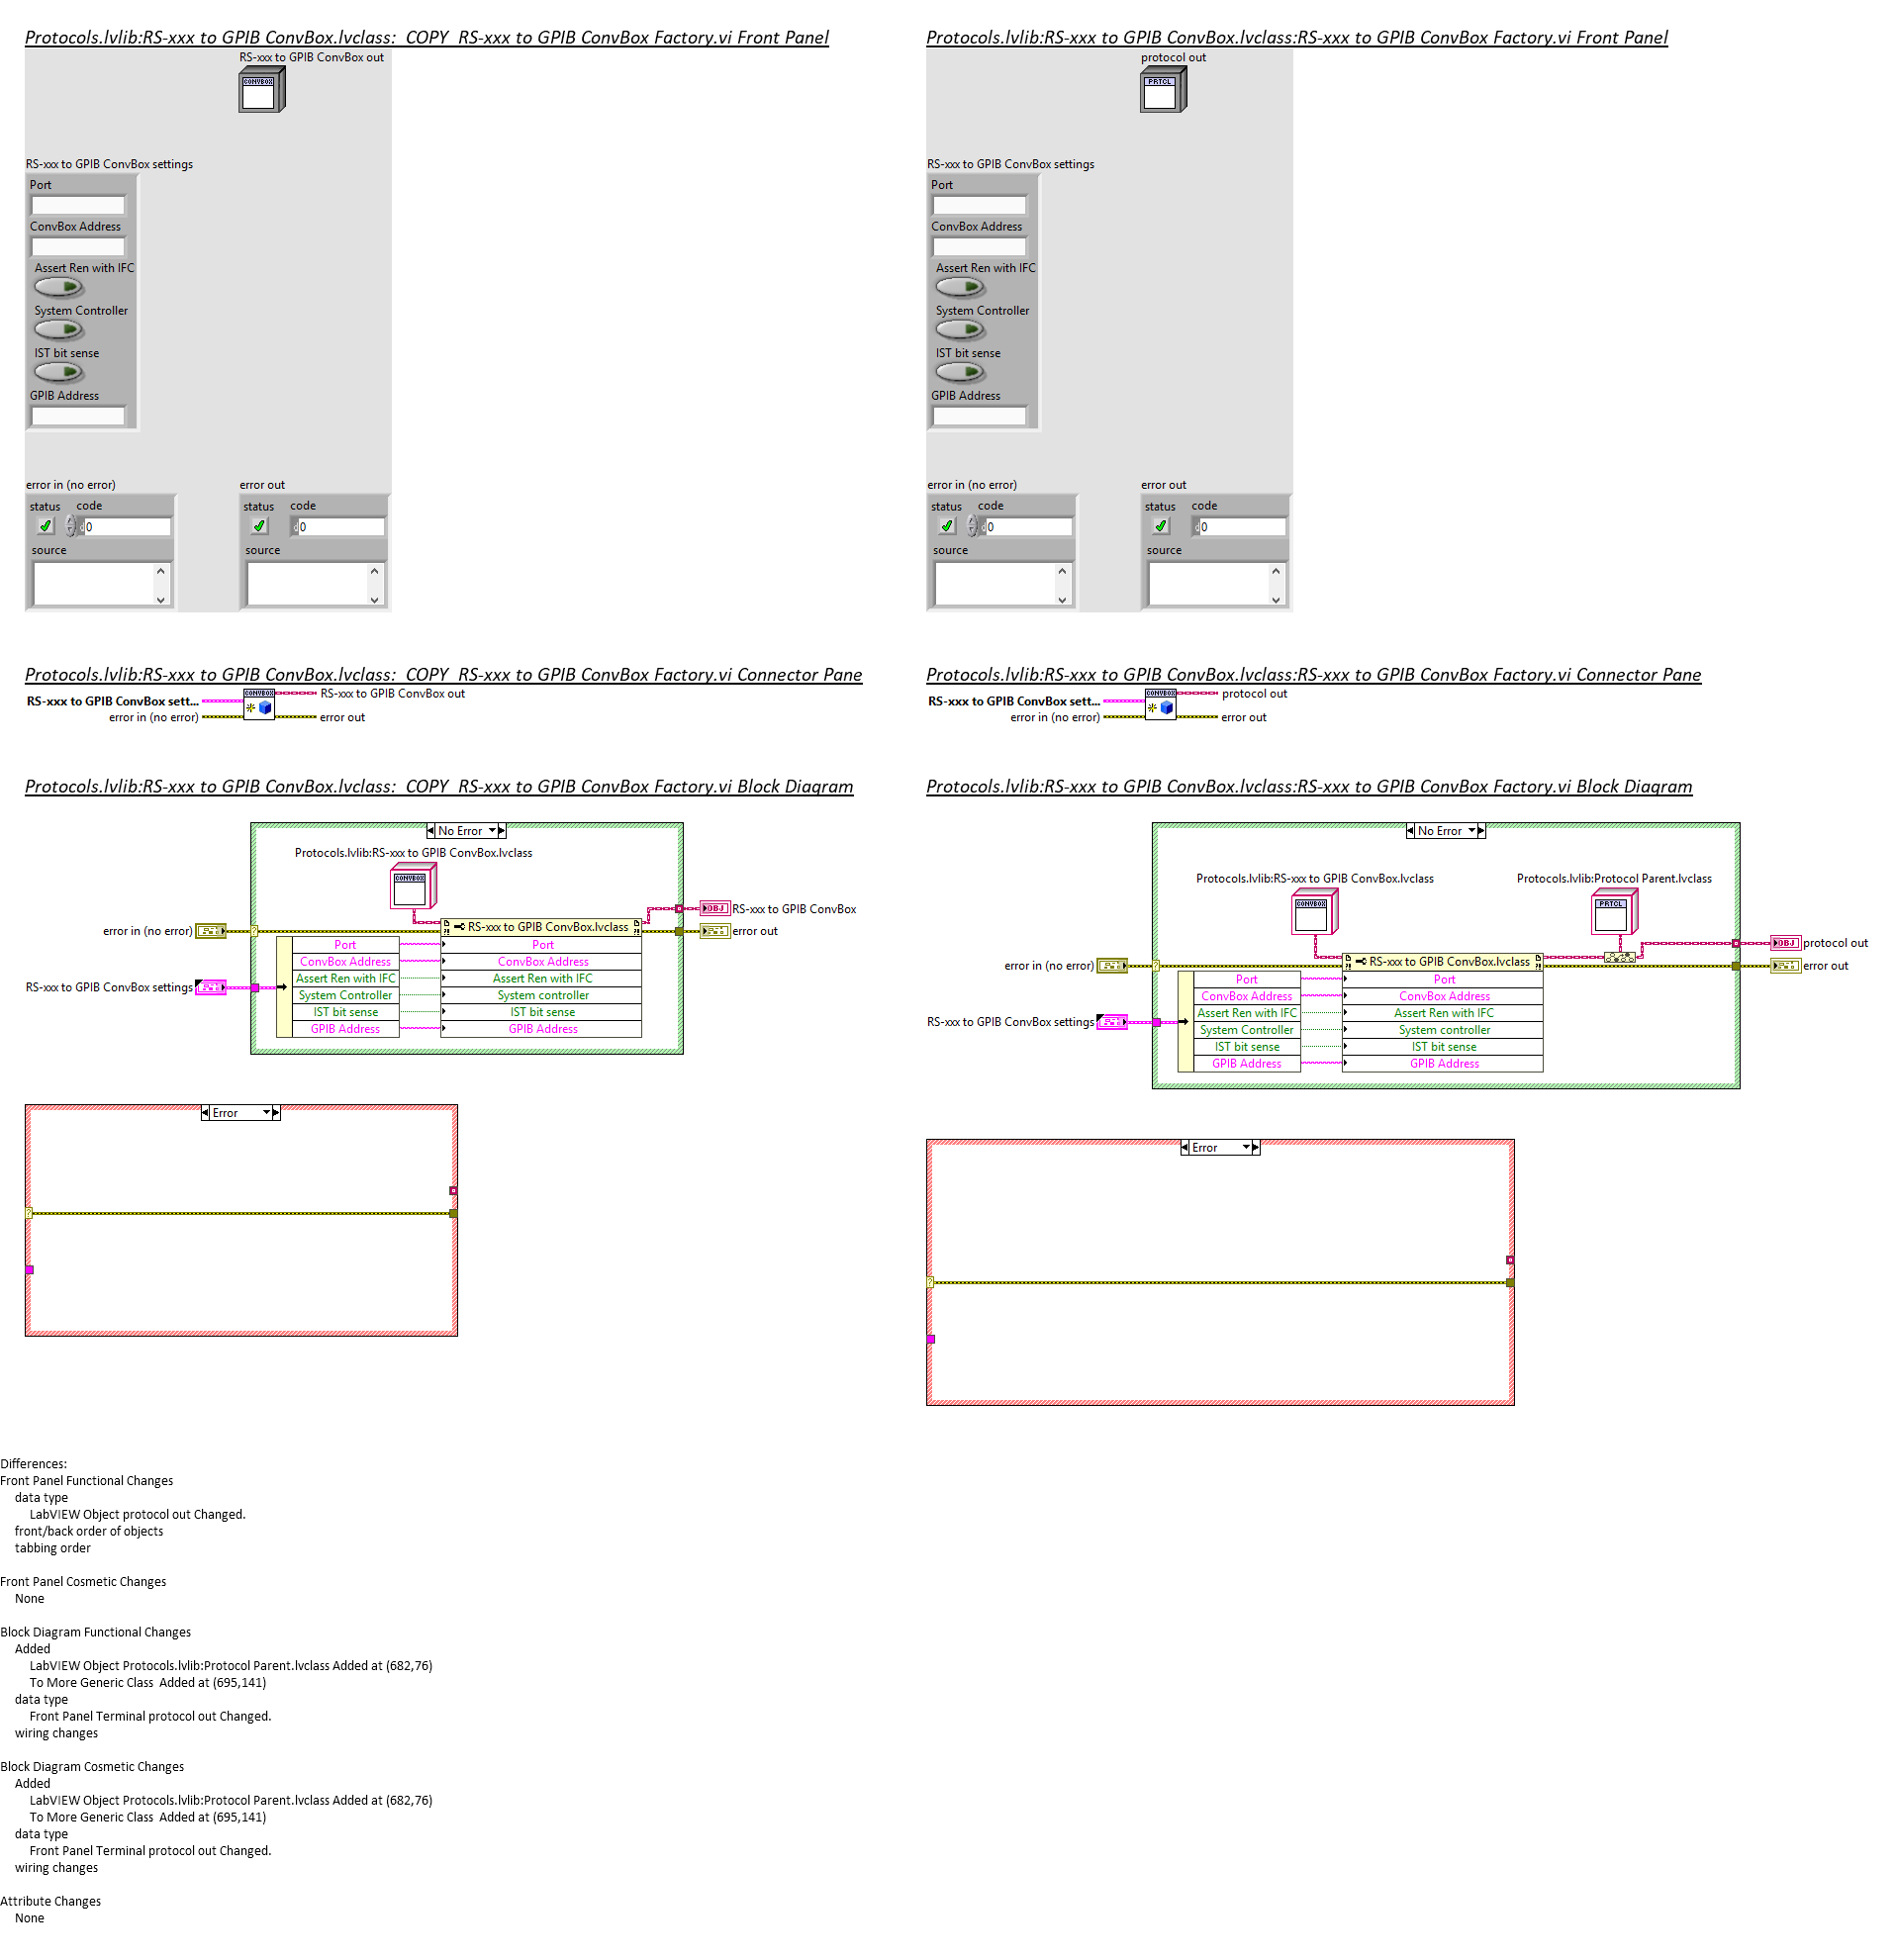 Protocols.lvlib:RS-xxx to GPIB ConvBox.lvclass:  COPY  RS-xxx to GPIB ConvBox Factory.vi Front Panel
RS-xxx to GPIB ConvBox out
CONVBOX
RS-xxx to GPIB ConvBox settings
Port
ConvBox Address
Assert Ren with IFC
System Controller
IST bit sense
GPIB Address
error in (no error)
status code
d 0
source
error out
status code
d 0
source
Protocols.lvlib:RS-xxx to GPIB ConvBox.lvclass:RS-xxx to GPIB ConvBox Factory.vi Front Panel
protocol out
PRTCL
RS-xxx to GPIB ConvBox settings
Port
ConvBox Address
Assert Ren with IFC
System Controller
IST bit sense
GPIB Address
error in (no error)
status code
d 0
source
error out
status code
d 0
source
Protocols.lvlib:RS-xxx to GPIB ConvBox.lvclass:  COPY  RS-xxx to GPIB ConvBox Factory.vi Connector Pane
RS-xxx to GPIB ConvBox sett...
CONVBOX
RS-xxx to GPIB ConvBox out
error in (no error)
error out
Protocols.lvlib:RS-xxx to GPIB ConvBox.lvclass:RS-xxx to GPIB ConvBox Factory.vi Connector Pane
RS-xxx to GPIB ConvBox sett...
CONVBOX
protocol out
error in (no error)
error out
Protocols.lvlib:RS-xxx to GPIB ConvBox.lvclass:  COPY  RS-xxx to GPIB ConvBox Factory.vi Block Diagram
No Error
Protocols.lvlib:RS-xxx to GPIB ConvBox.lvclass
CONVBOX
OBJ RS-xxx to GPIB ConvBox
error in (no error)
?
RS-xxx to GPIB ConvBox.lvclass
error out
Port Port
ConvBox Address ConvBox Address
Assert Ren with IFC Assert Ren with IFC
System Controller System controller
IST bit sense IST bit sense
GPIB Address GPIB Address
RS-xxx to GPIB ConvBox settings
Error
?
Protocols.lvlib:RS-xxx to GPIB ConvBox.lvclass:RS-xxx to GPIB ConvBox Factory.vi Block Diagram
No Error
Protocols.lvlib:RS-xxx to GPIB ConvBox.lvclass
CONVBOX
Protocols.lvlib:Protocol Parent.lvclass
PRTCL
OBJ protocol out
error in (no error)
?
RS-xxx to GPIB ConvBox.lvclass
error out
Port Port
ConvBox Address ConvBox Address
Assert Ren with IFC Assert Ren with IFC
System Controller System controller
IST bit sense IST bit sense
GPIB Address GPIB Address
RS-xxx to GPIB ConvBox settings
Error
?
Differences:
Front Panel Functional Changes
data type
LabVIEW Object protocol out Changed.
front/back order of objects
tabbing order
Front Panel Cosmetic Changes
None
Block Diagram Functional Changes
Added
LabVIEW Object Protocols.lvlib:Protocol Parent.lvclass Added at (682,76)
To More Generic Class  Added at (695,141)
data type
Front Panel Terminal protocol out Changed.
wiring changes
Block Diagram Cosmetic Changes
Added
LabVIEW Object Protocols.lvlib:Protocol Parent.lvclass Added at (682,76)
To More Generic Class  Added at (695,141)
data type
Front Panel Terminal protocol out Changed.
wiring changes
Attribute Changes
None